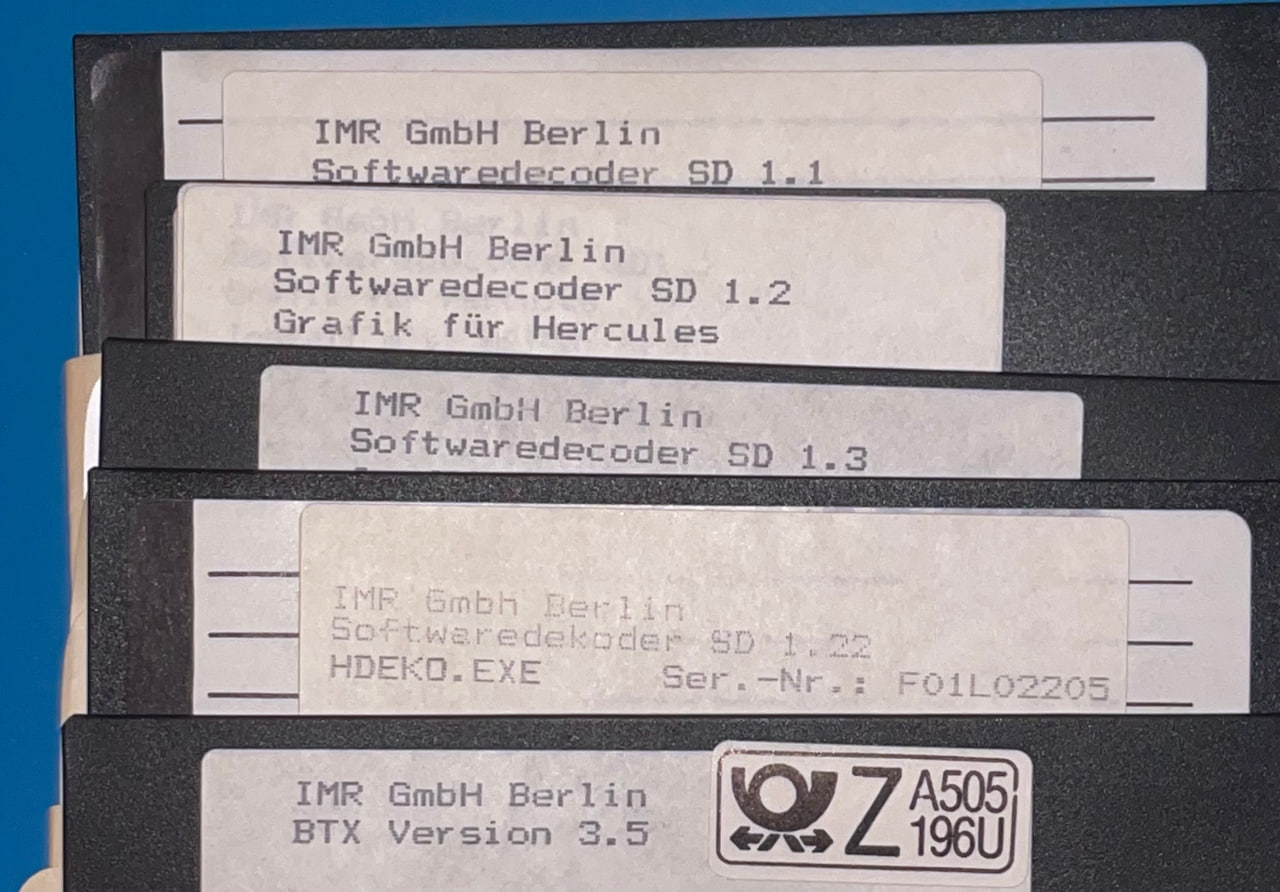 IMR GmbH Berlin
Softwaredecoder SD 1.1
IMR GmbH Berlin
Softwaredecoder SD 1.2
Grafik für Hercules
IMR GmbH Berlin
Softwaredecoder SD 1.3
IMR Gmbh Berlin
Softwaredekoder SD 1.22
HDEKO.EXE Ser.-Nr.: F01L02205
IMR GmbH Berlin
BTX Version 3.5
Z A505
196U